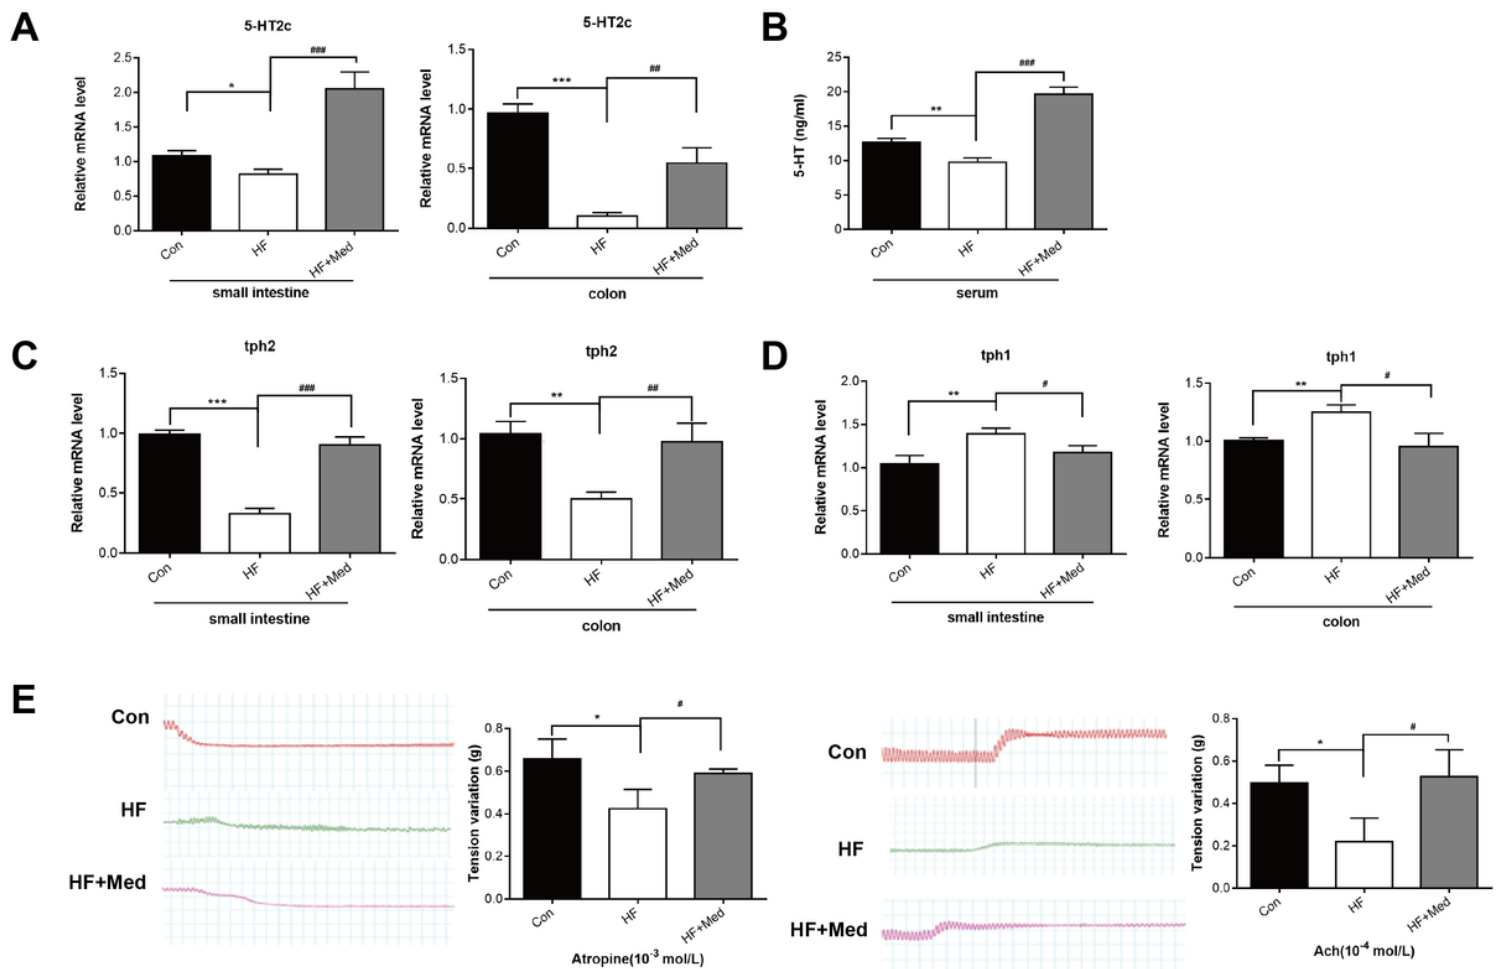 A
5-HT2c
Relative mRNA level
2.5
2.0
1.5
1.0
0.5
0.0
*
###
Con
HF
HF+Med
small intestine
5-HT2c
Relative mRNA level
1.5
1.0
0.5
0.0
***
##
Con
HF
HF+Med
colon
B
5-HT (ng/ml)
25
20
15
10
5
0
**
###
Con
HF
HF+Med
serum
C
tph2
Relative mRNA level
1.5
1.0
0.5
0.0
***
###
Con
HF
HF+Med
small intestine
tph2
Relative mRNA level
1.5
1.0
0.5
0.0
**
##
Con
HF
HF+Med
colon
D
tph1
Relative mRNA level
2.0
1.5
1.0
0.5
0.0
**
#
Con
HF
HF+Med
small intestine
tph1
Relative mRNA level
1.5
1.0
0.5
0.0
**
#
Con
HF
HF+Med
colon
E
Con
HF
HF+Med
Tension variation (g)
0.8
0.6
0.4
0.2
0.0
*
#
Con
HF
HF+Med
Atropine(10⁻³ mol/L)
Con
HF
HF+Med
Tension variation (g)
0.8
0.6
0.4
0.2
0.0
*
#
Con
HF
HF+Med
Ach(10⁻⁴ mol/L)